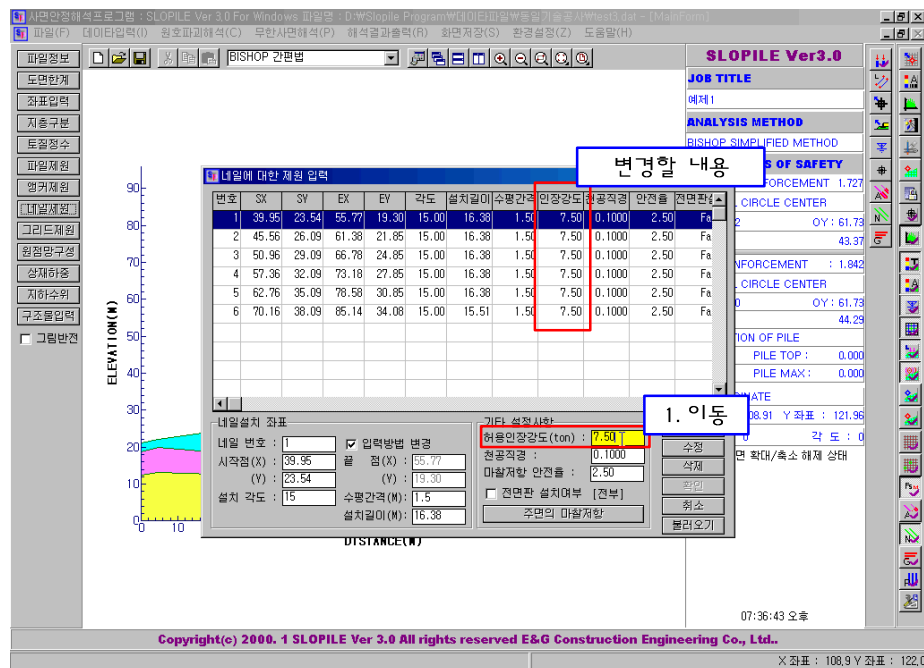 사면안정해석프로그램 : SLOPILE Ver 3.0 For Windows 파일명 : D:₩Slopile Program₩데이타파일₩동일기술공사₩test3.dat - [MainForm]
파일(F) 데이타입력(I) 원호파괴해석(C) 무한사면해석(P) 해석결과출력(R) 화면저장(S) 환경설정(Z) 도움말(H)
파일정보
도면한계
좌표입력
지층구분
토질정수
파일제원
앵커제원
네일제원
그리드제원
원점망구성
상재하중
지하수위
구조물입력
그림반전
BISHOP 간편법
SLOPILE Ver3.0
JOB TITLE
예제1
ANALYSIS METHOD
BISHOP SIMPLIFIED METHOD
S OF SAFETY
FORCEMENT 1.727
CIRCLE CENTER
2 OY : 61.73
43.37
NFORCEMENT : 1.842
CIRCLE CENTER
0 OY : 61.73
44.29
ION OF PILE
PILE TOP : 0.000
PILE MAX : 0.000
NATE
08.91 Y 좌표 : 121.96
0 각 도 : 0
면 확대/축소 해제 상태
07:36:43 오후
ELEVATION(M)
90
80
70
60
50
40
30
20
10
0
0 10
DISTANCE(M)
네일에 대한 제원 입력
변경할 내용
번호 SX SY EX EY 각도 설치길이 수평간격 인장강도 천공직경 안전율 전면판설
1 39.95 23.54 55.77 19.30 15.00 16.38 1.50 7.50 0.1000 2.50 Fa
2 45.56 26.09 61.38 21.85 15.00 16.38 1.50 7.50 0.1000 2.50 Fa
3 50.96 29.09 66.78 24.85 15.00 16.38 1.50 7.50 0.1000 2.50 Fa
4 57.36 32.09 73.18 27.85 15.00 16.38 1.50 7.50 0.1000 2.50 Fa
5 62.76 35.09 78.58 30.85 15.00 16.38 1.50 7.50 0.1000 2.50 Fa
6 70.16 38.09 85.14 34.08 15.00 15.51 1.50 7.50 0.1000 2.50 Fa
1. 이동
네일설치 좌표
네일 번호 : 1 입력방법 변경
시작점(X) : 39.95 끝 점(X) : 55.77
(Y) : 23.54 (Y) : 19.30
설치 각도 : 15 수평간격(M): 1.5
설치길이(M): 16.38
기타 설정사항
허용인장강도(ton) : 7.50
천공직경 : 0.1000
마찰저항 안전율 : 2.50
전면판 설치여부 [전부]
주면의 마찰저항
수정
삭제
확인
취소
불러오기
Copyright(c) 2000. 1 SLOPILE Ver 3.0 All rights reserved E&G Construction Engineering Co., Ltd..
X 좌표 : 108.9 Y 좌표 : 122.0